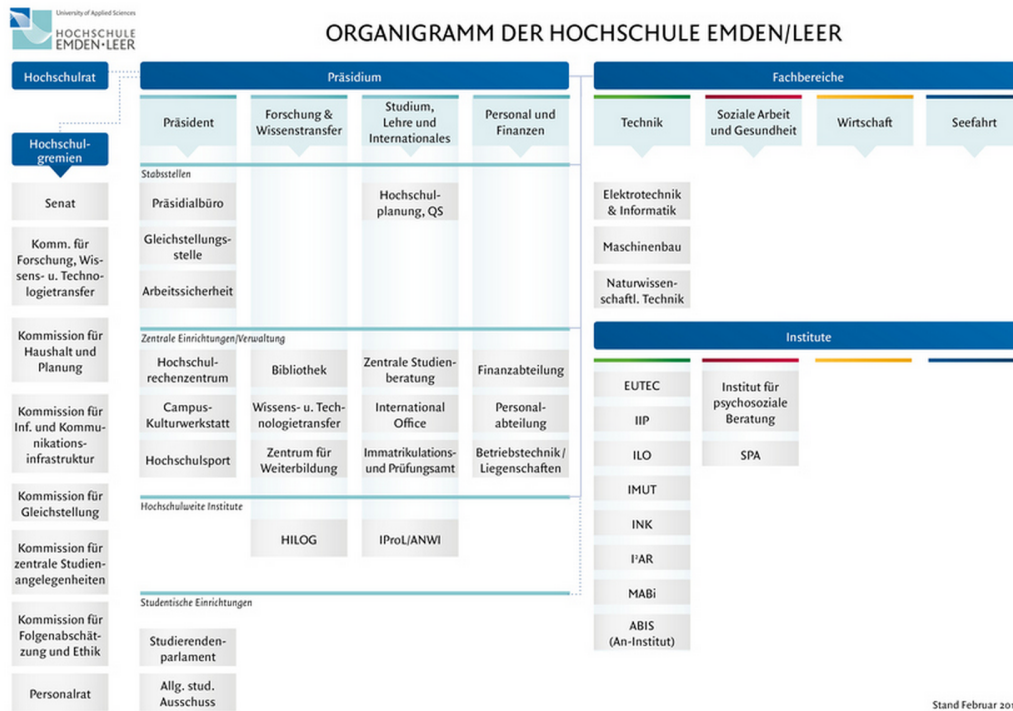 University of Applied Sciences
HOCHSCHULE
EMDEN•LEER
ORGANIGRAMM DER HOCHSCHULE EMDEN/LEER
Hochschulrat
Hochschul-
gremien
Senat
Komm. für
Forschung, Wis-
sens- u. Techno-
logietransfer
Kommission für
Haushalt und
Planung
Kommission für
Inf. und Kommu-
nikations-
infrastruktur
Kommission für
Gleichstellung
Kommission für
zentrale Studien-
angelegenheiten
Kommission für
Folgenabschät-
zung und Ethik
Personalrat
Präsidium
Präsident
Forschung &
Wissenstransfer
Studium,
Lehre und
Internationales
Personal und
Finanzen
Stabsstellen
Präsidialbüro
Gleichstellungs-
stelle
Arbeitssicherheit
Hochschul-
planung, QS
Zentrale Einrichtungen/Verwaltung
Hochschul-
rechenzentrum
Campus-
Kulturwerkstatt
Hochschulsport
Bibliothek
Wissens- u. Tech-
nologietransfer
Zentrum für
Weiterbildung
Zentrale Studien-
beratung
International
Office
Immatrikulations-
und Prüfungsamt
Finanzabteilung
Personal-
abteilung
Betriebstechnik /
Liegenschaften
Hochschulweite Institute
HILOG
IProL/ANWI
Studentische Einrichtungen
Studierenden-
parlament
Allg. stud.
Ausschuss
Fachbereiche
Technik
Soziale Arbeit
und Gesundheit
Wirtschaft
Seefahrt
Elektrotechnik
& Informatik
Maschinenbau
Naturwissen-
schaftl. Technik
Institute
EUTEC
IIP
ILO
IMUT
INK
I²AR
MABi
ABIS
(An-Institut)
Institut für
psychosoziale
Beratung
SPA
Stand Februar 201